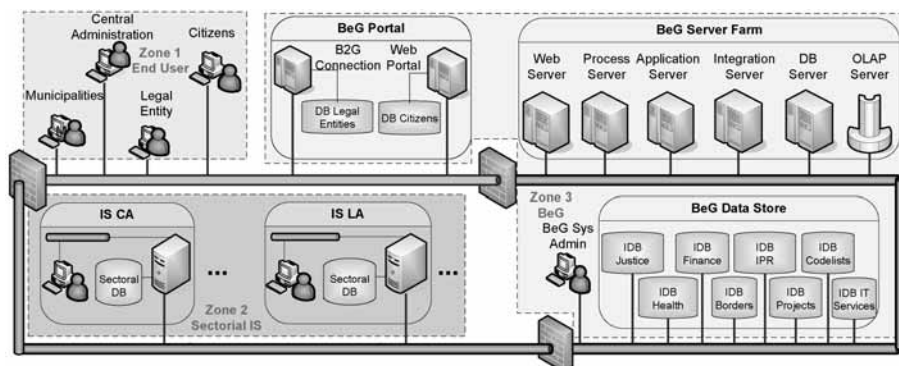 Central
Administration
Citizens
Zone 1
End User
Municipalities
Legal
Entity
BeG Portal
B2G
Connection
Web
Portal
DB Legal
Entities
DB Citizens
BeG Server Farm
Web
Server
Process
Server
Application
Server
Integration
Server
DB
Server
OLAP
Server
IS CA
Sectoral
DB
...
IS LA
Sectoral
DB
...
Zone 2
Sectorial IS
Zone 3
BeG
BeG Sys
Admin
BeG Data Store
IDB
Justice
IDB
Finance
IDB
IPR
IDB
Codelists
IDB
Health
IDB
Borders
IDB
Projects
IDB IT
Services